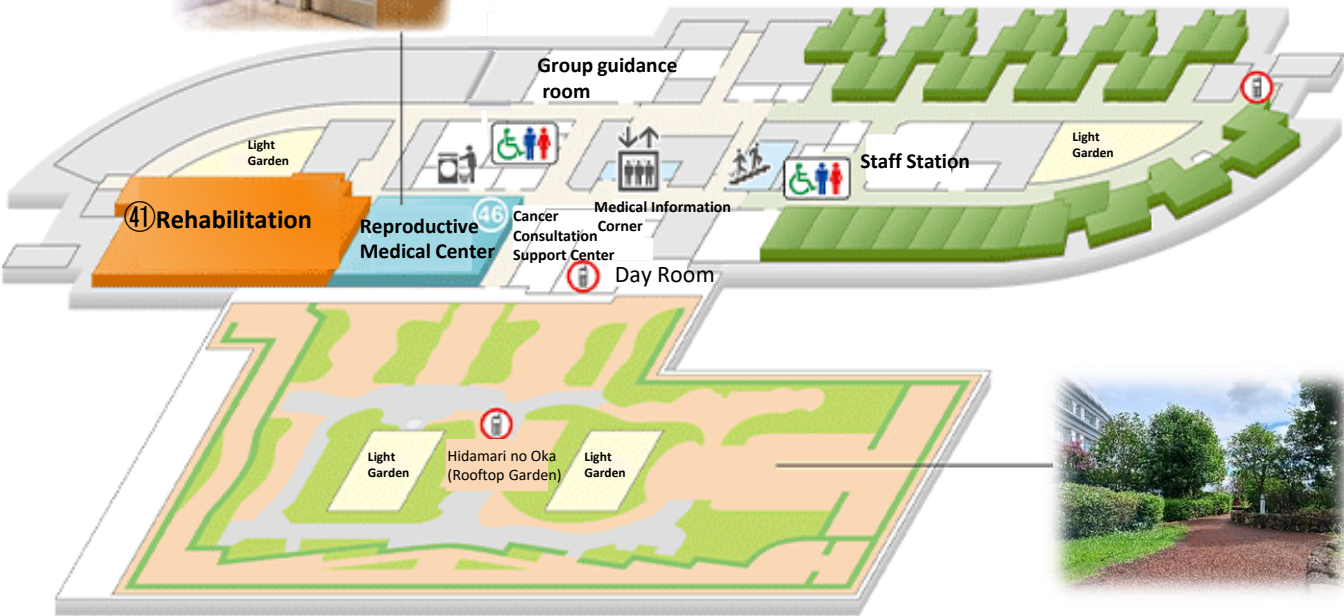 Group guidance
room
Light
Garden
Light
Garden
Staff Station
㊶Rehabilitation
㊻
Reproductive
Medical Center
Cancer
Consultation
Support Center
Medical Information
Corner
Day Room
Light
Garden
Hidamari no Oka
(Rooftop Garden)
Light
Garden